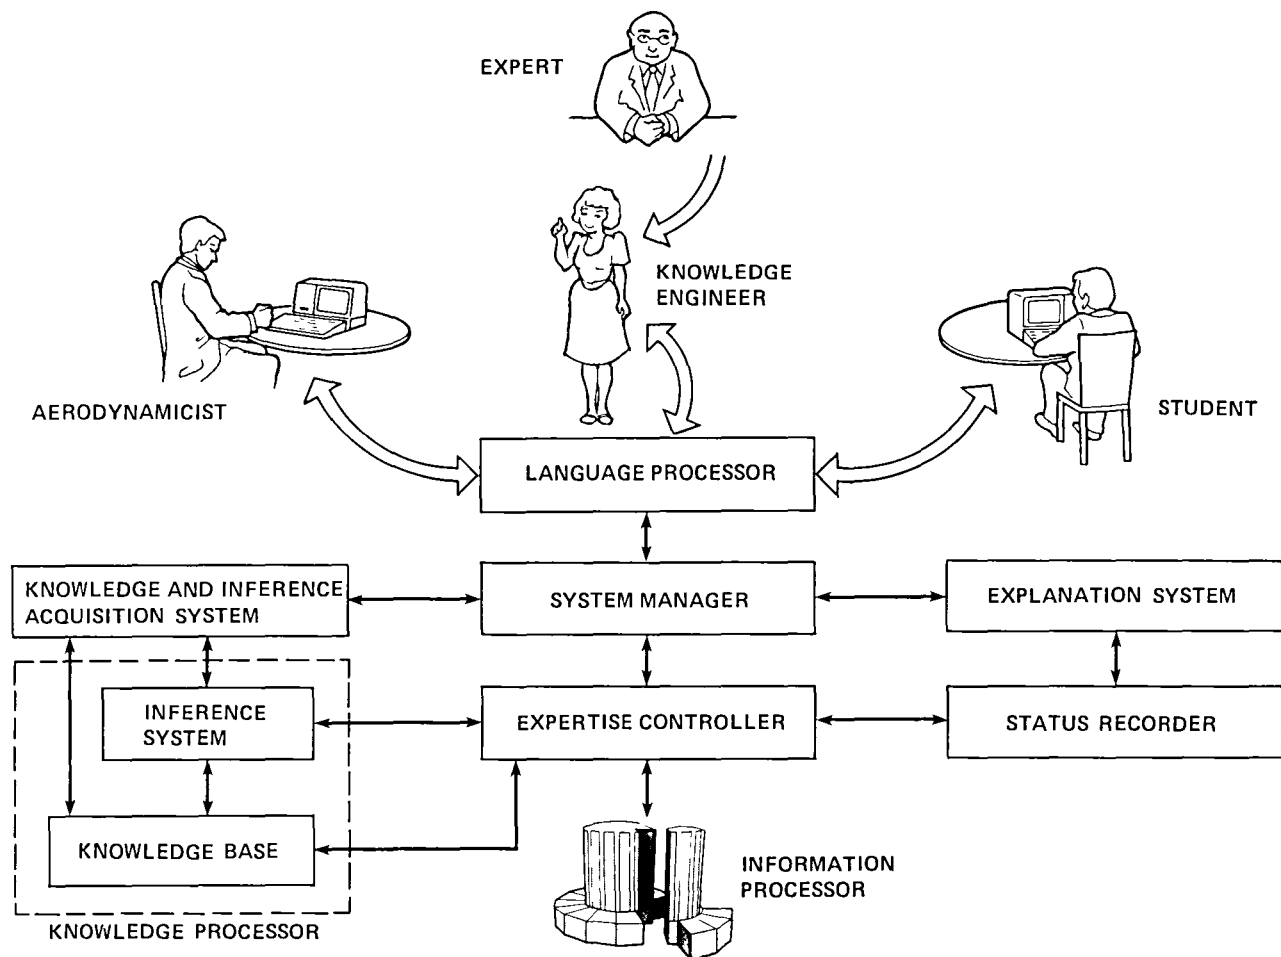 EXPERT
KNOWLEDGE
ENGINEER
AERODYNAMICIST
STUDENT
LANGUAGE PROCESSOR
KNOWLEDGE AND INFERENCE
ACQUISITION SYSTEM
SYSTEM MANAGER
EXPLANATION SYSTEM
INFERENCE
SYSTEM
EXPERTISE CONTROLLER
STATUS RECORDER
KNOWLEDGE BASE
INFORMATION
PROCESSOR
KNOWLEDGE PROCESSOR